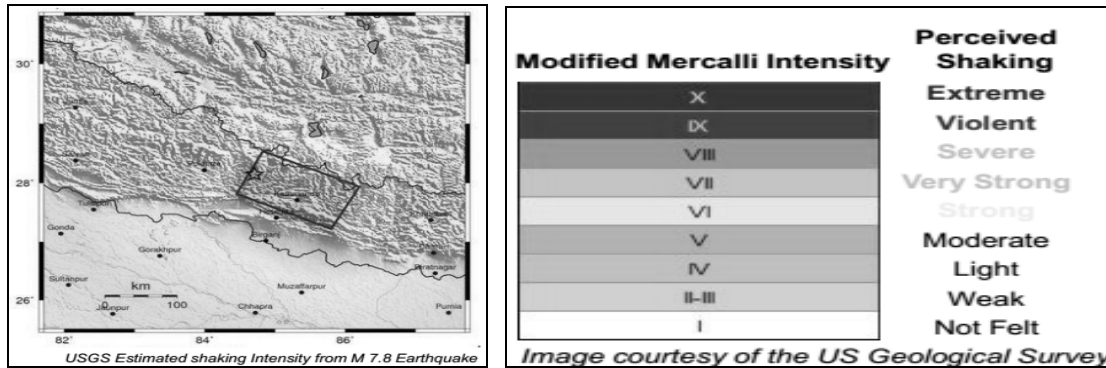 30°
28°
26°
82°
84°
86°
Gonda
Gorakhpur
Birganj
Biratnagar
Sultanpur
km
0 100
Muzaffarpur
Jaunpur
Chhapra
Purnia
USGS Estimated shaking Intensity from M 7.8 Earthquake
Modified Mercalli Intensity
Perceived
Shaking
X Extreme
IX Violent
VIII Severe
VII Very Strong
VI Strong
V Moderate
IV Light
II-III Weak
I Not Felt
Image courtesy of the US Geological Survey